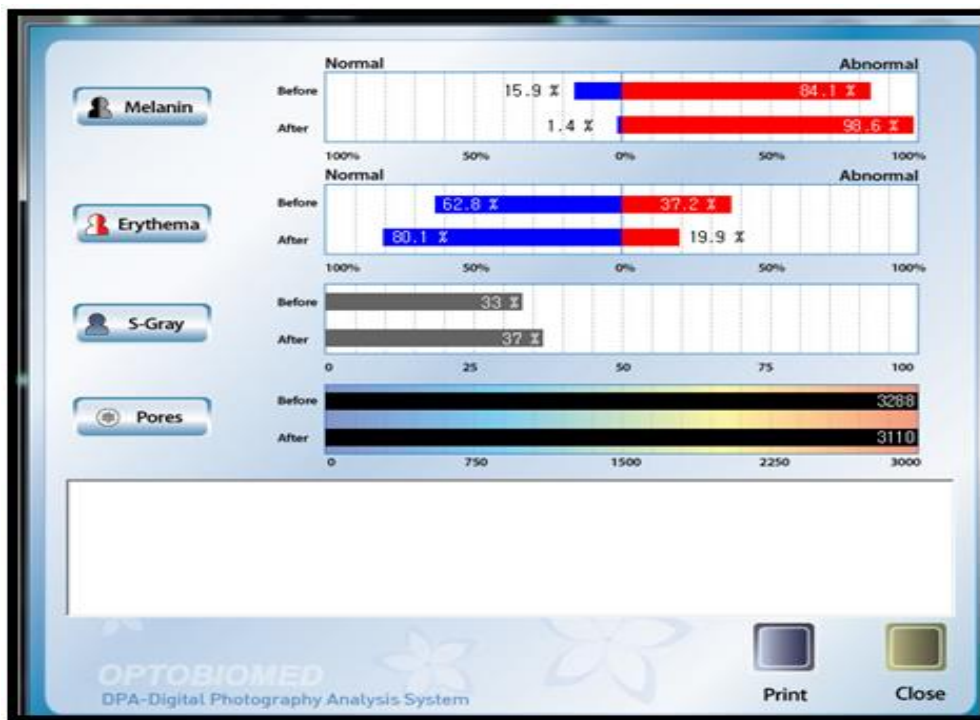 Normal Abnormal
Melanin
Before 15.9 % 84.1 %
After 1.4 % 98.6 %
100% 50% 0% 50% 100%
Normal Abnormal
Erythema
Before 62.8 % 37.2 %
After 80.1 % 19.9 %
100% 50% 0% 50% 100%
S-Gray
Before 33 %
After 37 %
0 25 50 75 100
Pores
Before 3288
After 3110
0 750 1500 2250 3000
OPTOBIOMED
DPA-Digital Photography Analysis System
Print Close